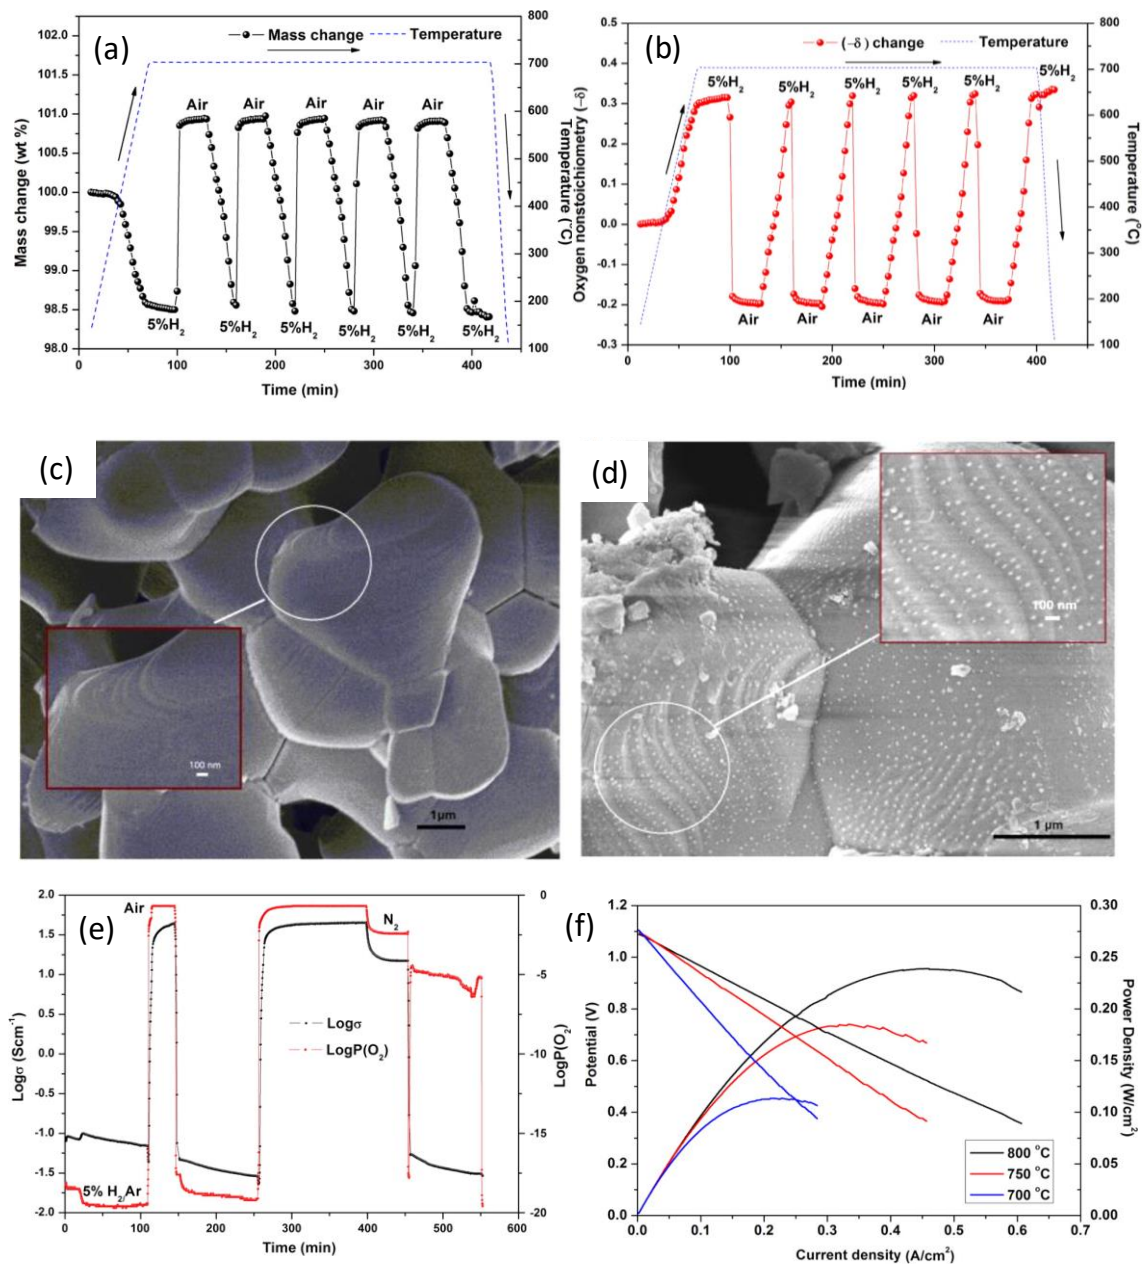 (a)
Mass change
Temperature
Air
Air
Air
Air
Air
5%H2
5%H2
5%H2
5%H2
5%H2
5%H2
102.0
101.5
101.0
100.5
100.0
99.5
99.0
98.5
98.0
Mass change (wt %)
800
700
600
500
400
300
200
100
Temperature (°C)
0
100
200
300
400
Time (min)
(b)
(−δ) change
Temperature
5%H2
5%H2
5%H2
5%H2
5%H2
5%H2
Air
Air
Air
Air
Air
0.5
0.4
0.3
0.2
0.1
0.0
-0.1
-0.2
-0.3
Oxygen nonstoichiometry (−δ)
800
700
600
500
400
300
200
100
Temperature (°C)
0
100
200
300
400
500
Time (min)
(c)
100 nm
1µm
(d)
100 nm
1 µm
(e)
Air
N2
Logσ
LogP(O2)
5% H2/Ar
2.0
1.5
1.0
0.5
0.0
-0.5
-1.0
-1.5
-2.0
Logσ (Scm-1)
0
-5
-10
-15
-20
LogP(O2)
0
100
200
300
400
500
600
Time (min)
(f)
800 °C
750 °C
700 °C
1.2
1.0
0.8
0.6
0.4
0.2
0.0
Potential (V)
0.30
0.25
0.20
0.15
0.10
0.05
0.00
Power Density (W/cm2)
0.0
0.1
0.2
0.3
0.4
0.5
0.6
0.7
Current density (A/cm2)